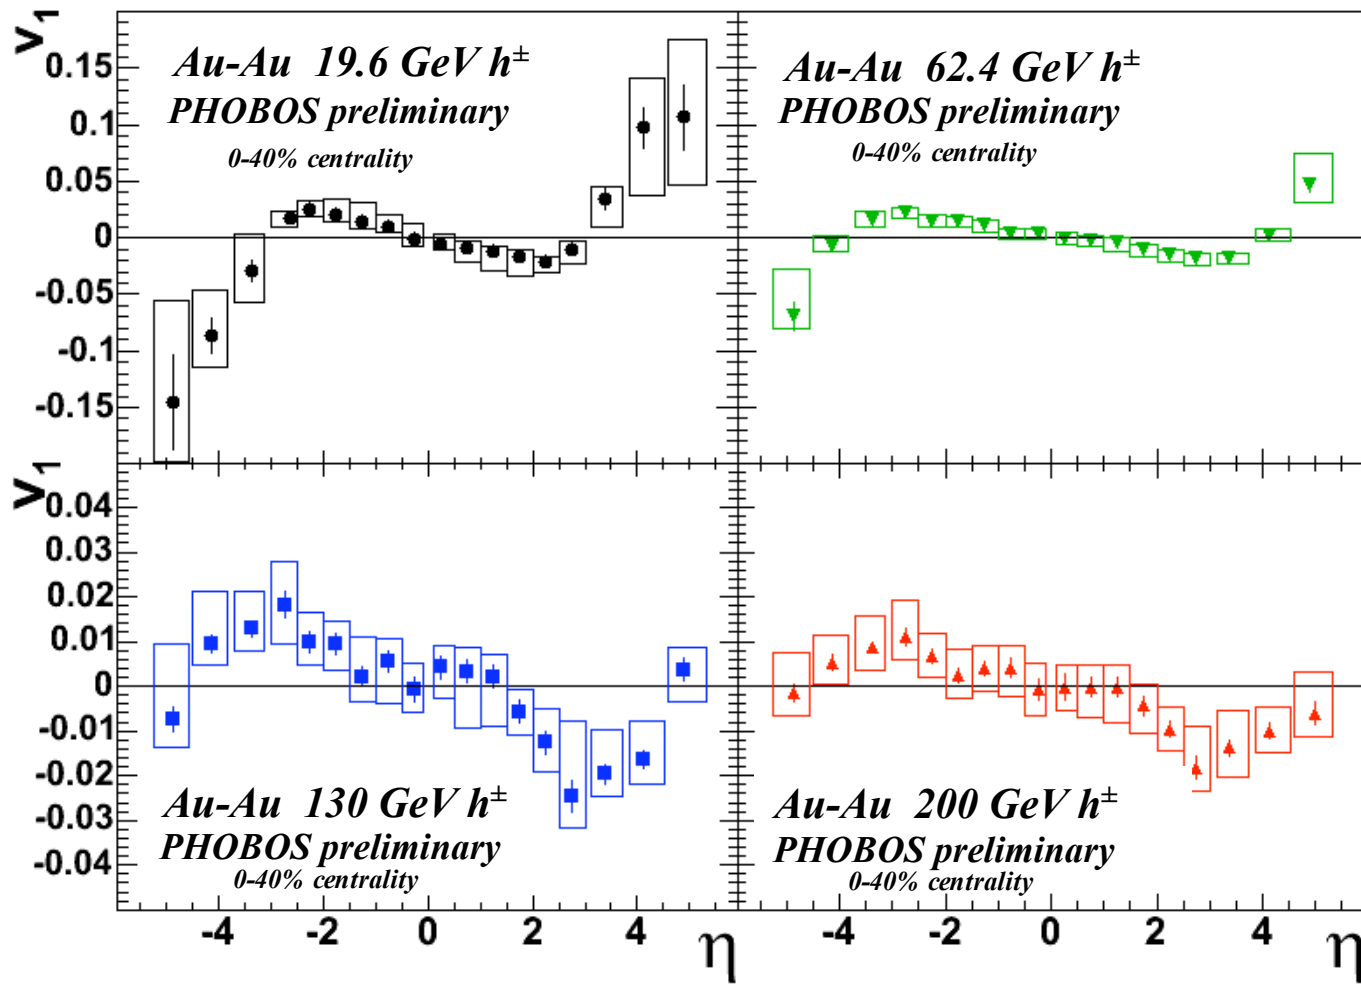 v1
Au-Au 19.6 GeV h±
PHOBOS preliminary
0-40% centrality
0.15
0.1
0.05
0
-0.05
-0.1
-0.15
Au-Au 62.4 GeV h±
PHOBOS preliminary
0-40% centrality
v1
0.04
0.03
0.02
0.01
0
-0.01
-0.02
-0.03
-0.04
Au-Au 130 GeV h±
PHOBOS preliminary
0-40% centrality
Au-Au 200 GeV h±
PHOBOS preliminary
0-40% centrality
-4 -2 0 2 4 η
-4 -2 0 2 4 η